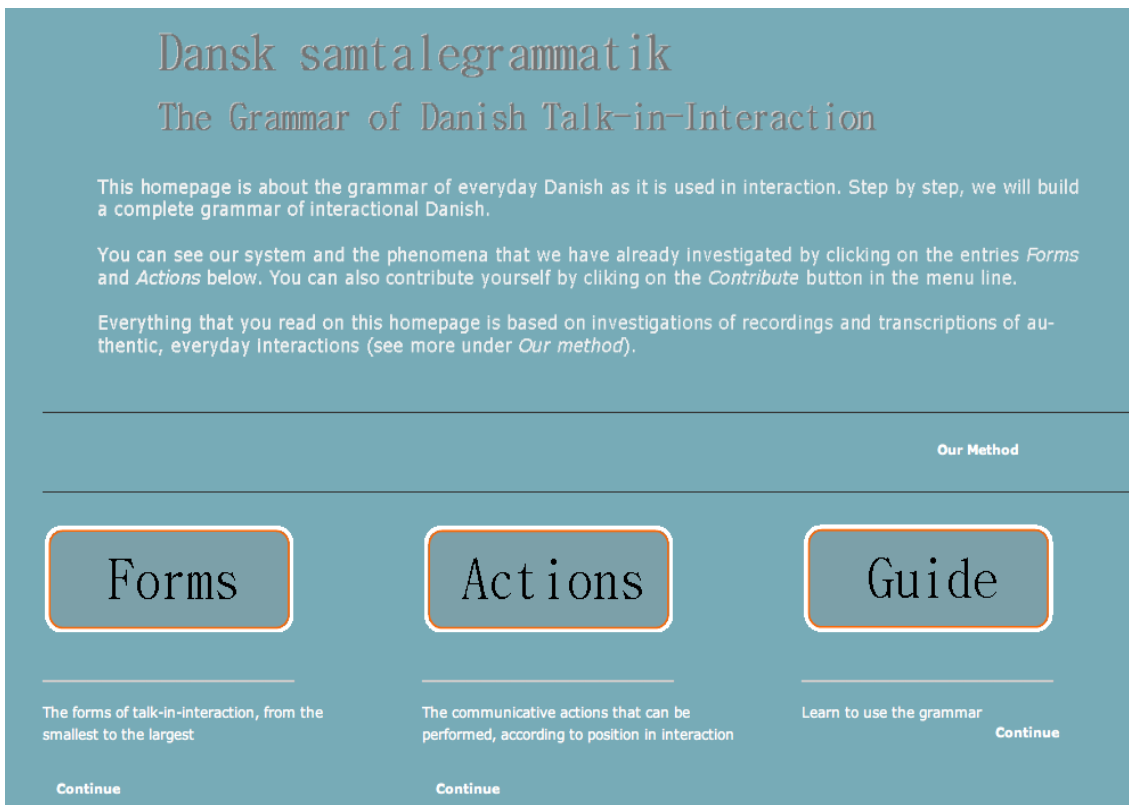 Dansk samtalegrammatik
The Grammar of Danish Talk-in-Interaction
This homepage is about the grammar of everyday Danish as it is used in interaction. Step by step, we will build
a complete grammar of interactional Danish.
You can see our system and the phenomena that we have already investigated by clicking on the entries Forms
and Actions below. You can also contribute yourself by cliking on the Contribute button in the menu line.
Everything that you read on this homepage is based on investigations of recordings and transcriptions of au-
thentic, everyday interactions (see more under Our method).
Our Method
Forms
Actions
Guide
The forms of talk-in-interaction, from the
smallest to the largest
Continue
The communicative actions that can be
performed, according to position in interaction
Continue
Learn to use the grammar
Continue